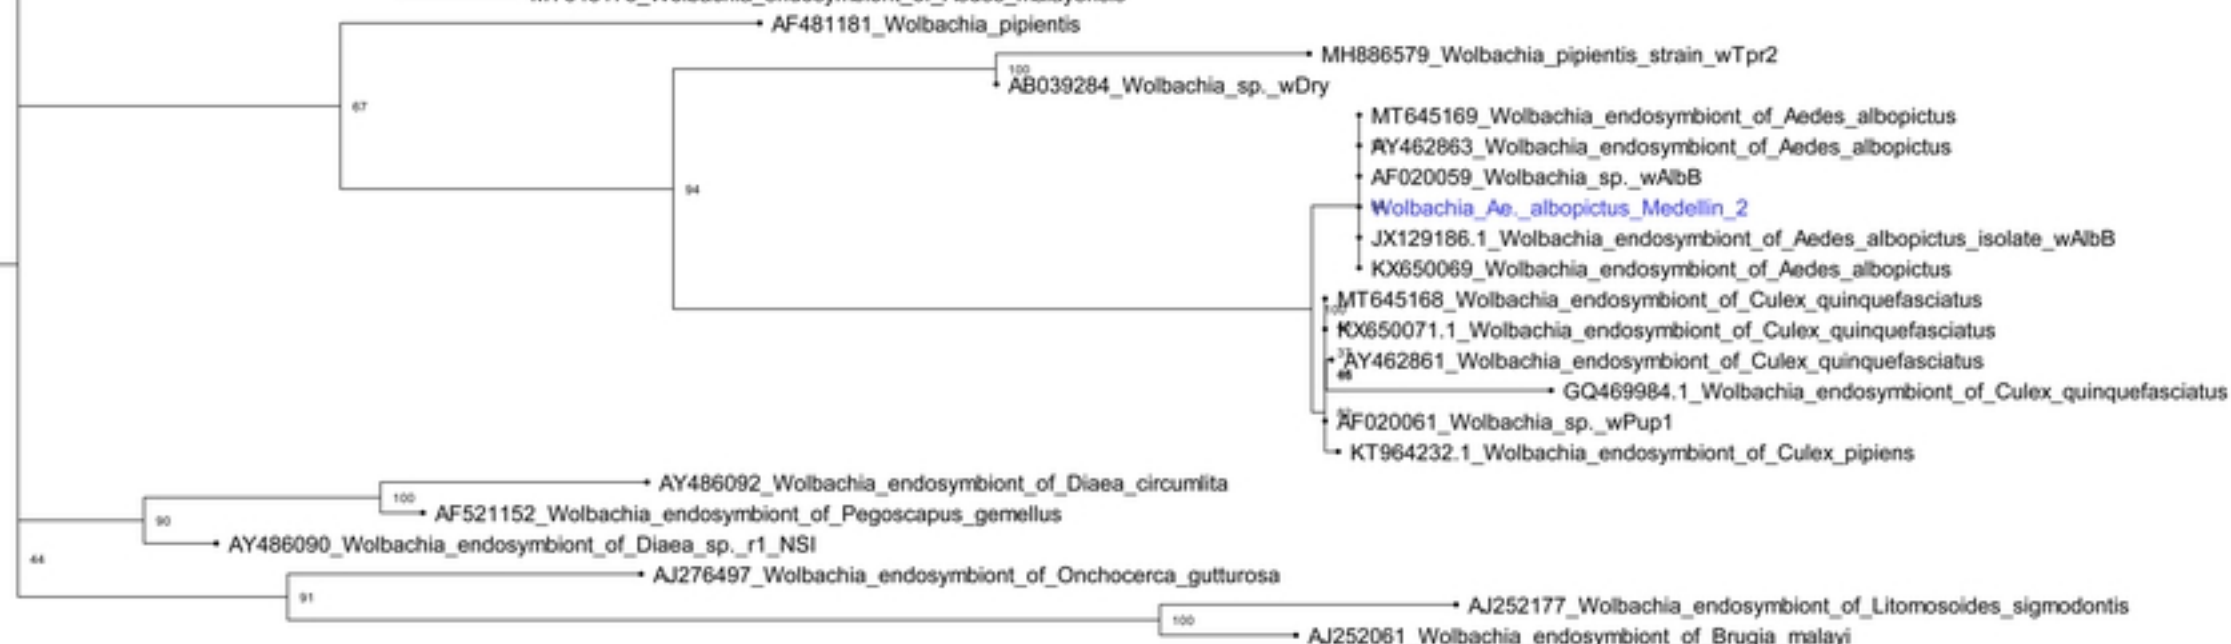 AF481181_Wolbachia_pipientis
MH886579_Wolbachia_pipientis_strain_wTpr2
100
AB039284_Wolbachia_sp._wDry
67
MT645169_Wolbachia_endosymbiont_of_Aedes_albopictus
AY462863_Wolbachia_endosymbiont_of_Aedes_albopictus
AF020059_Wolbachia_sp._wAlbB
94
Wolbachia_Ae._albopictus_Medellin_2
JX129186.1_Wolbachia_endosymbiont_of_Aedes_albopictus_isolate_wAlbB
KX650069_Wolbachia_endosymbiont_of_Aedes_albopictus
MT645168_Wolbachia_endosymbiont_of_Culex_quinquefasciatus
100
KX650071.1_Wolbachia_endosymbiont_of_Culex_quinquefasciatus
AY462861_Wolbachia_endosymbiont_of_Culex_quinquefasciatus
GQ469984.1_Wolbachia_endosymbiont_of_Culex_quinquefasciatus
AF020061_Wolbachia_sp._wPup1
KT964232.1_Wolbachia_endosymbiont_of_Culex_pipiens
AY486092_Wolbachia_endosymbiont_of_Diaea_circumlita
100
AF521152_Wolbachia_endosymbiont_of_Pegoscapus_gemellus
90
AY486090_Wolbachia_endosymbiont_of_Diaea_sp._r1_NSI
44
AJ276497_Wolbachia_endosymbiont_of_Onchocerca_gutturosa
91
AJ252177_Wolbachia_endosymbiont_of_Litomosoides_sigmodontis
100
AJ252061_Wolbachia_endosymbiont_of_Brugia_malayi